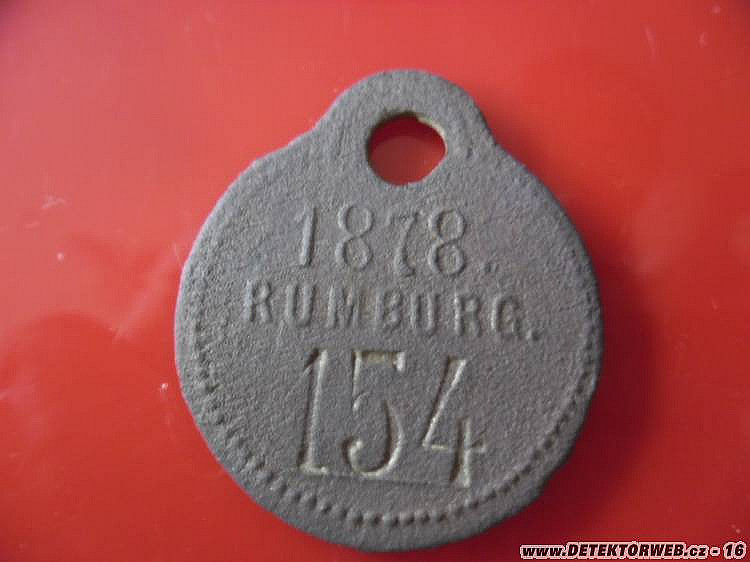 1878.
RUMBURG.
154
www.DETEKTORWEB.cz - 16